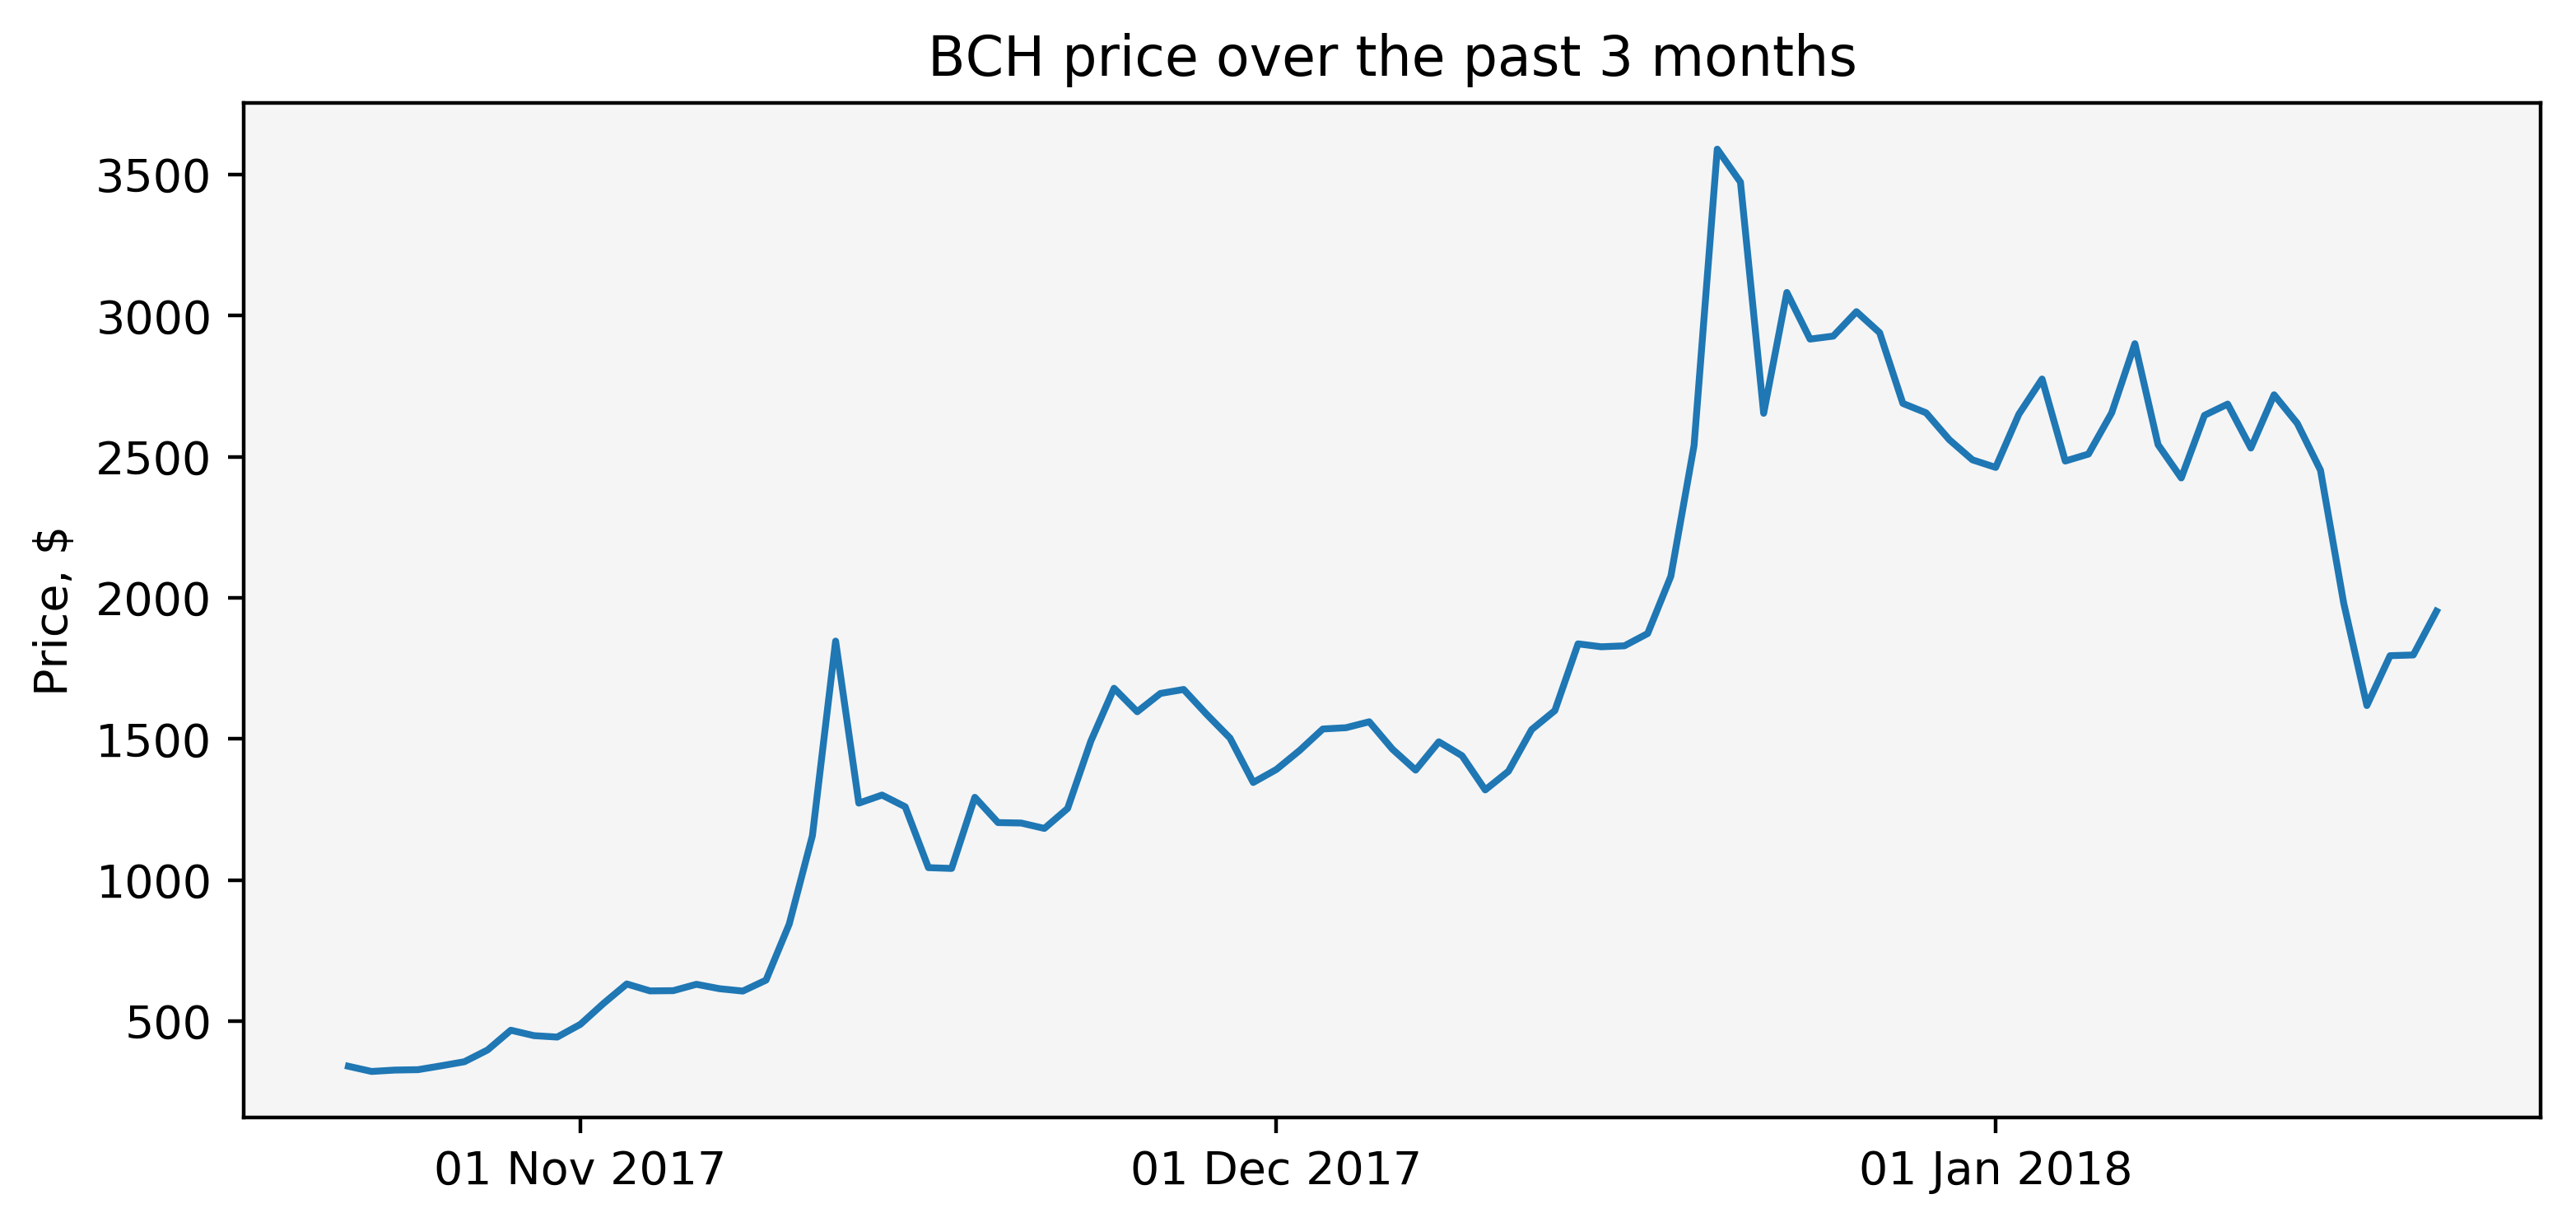 BCH price over the past 3 months
3500
3000
2500
2000
1500
1000
500
Price, $
01 Nov 2017
01 Dec 2017
01 Jan 2018